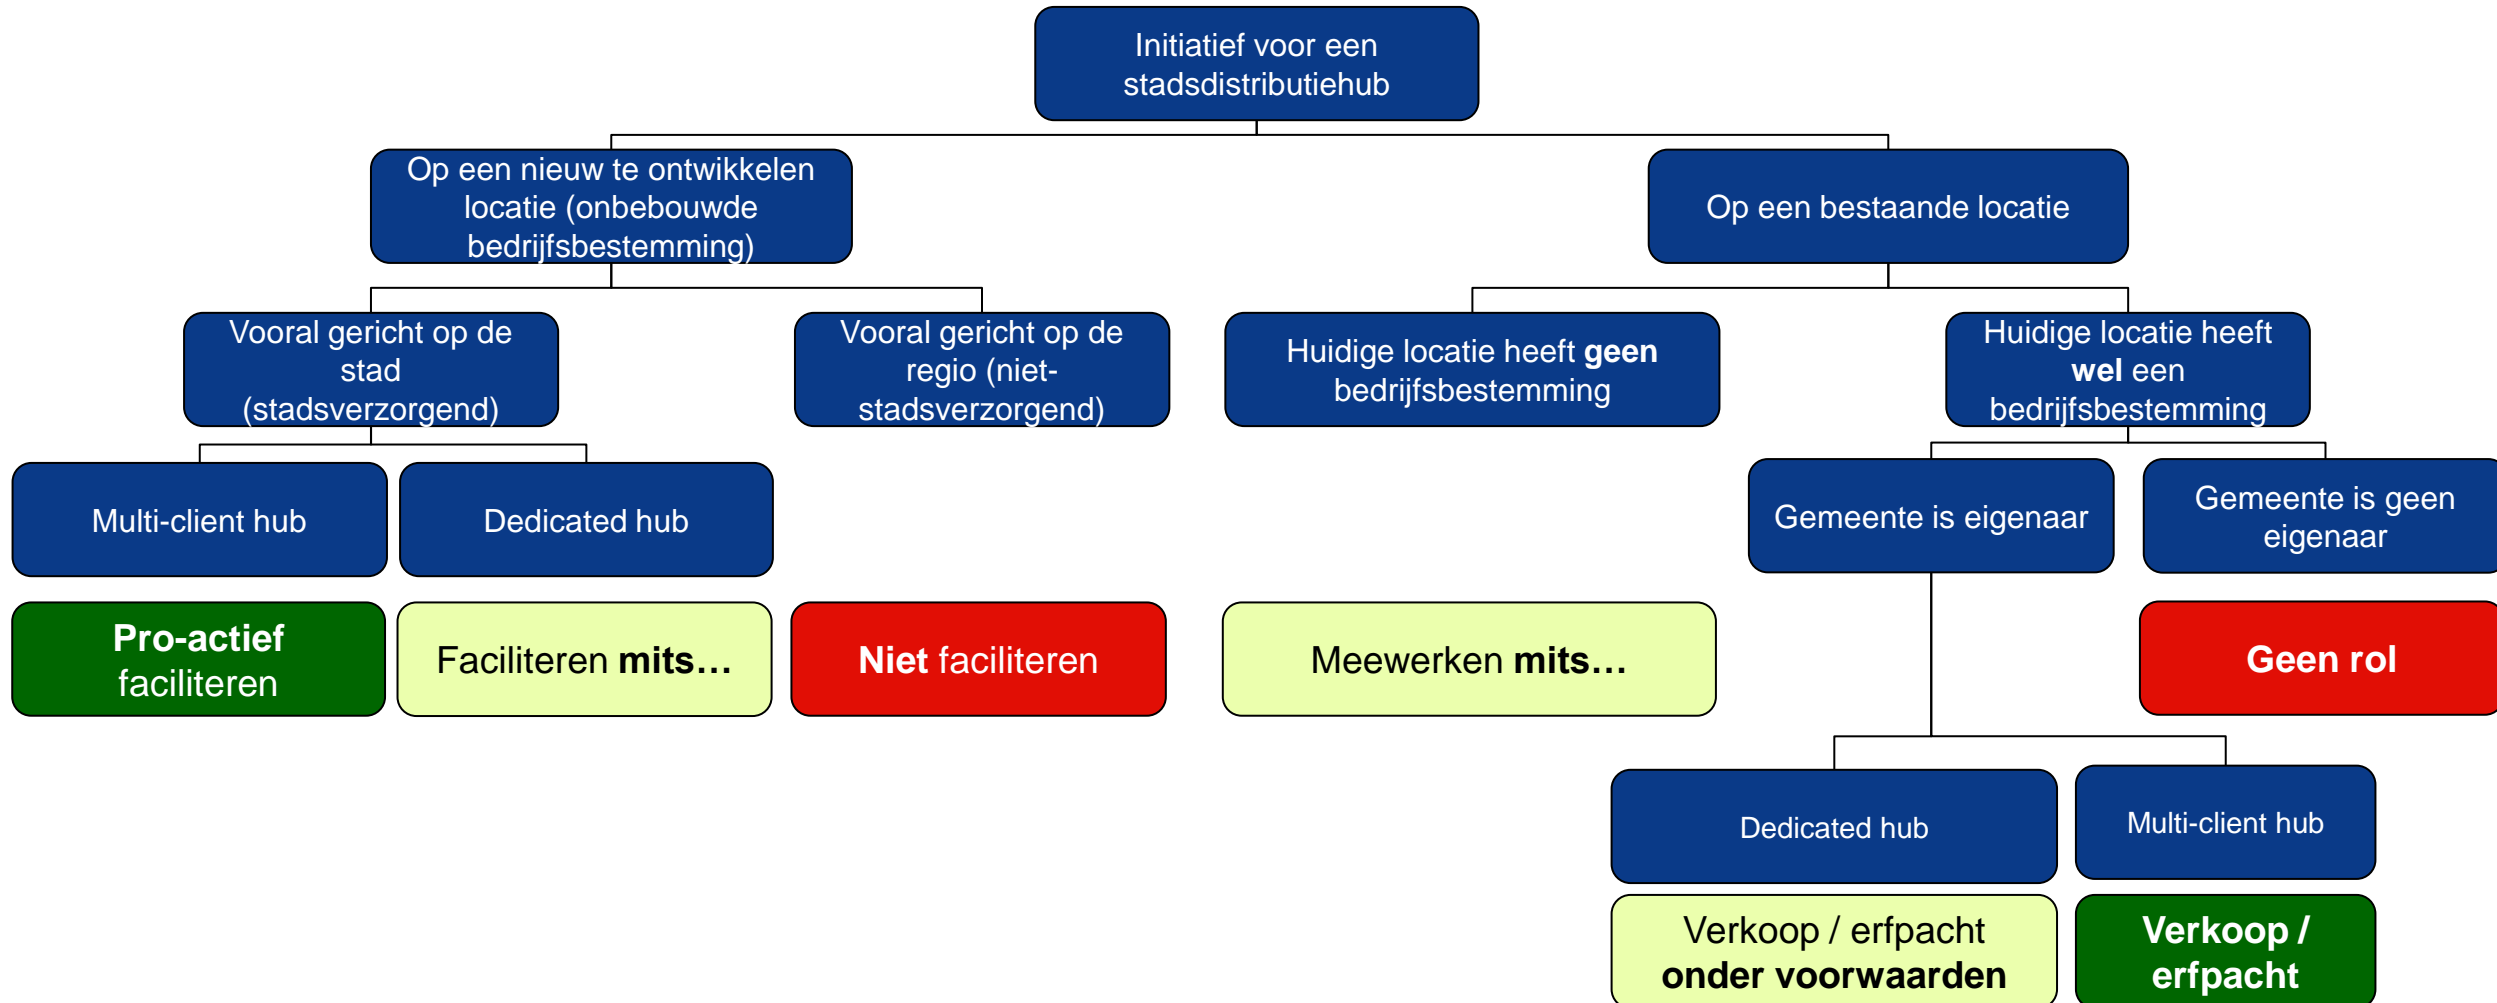 Initiatief voor een
stadsdistributiehub
Op een nieuw te ontwikkelen
locatie (onbebouwde
bedrijfsbestemming)
Op een bestaande locatie
Vooral gericht op de
stad
(stadsverzorgend)
Vooral gericht op de
regio (niet-
stadsverzorgend)
Huidige locatie heeft geen
bedrijfsbestemming
Huidige locatie heeft
wel een
bedrijfsbestemming
Multi-client hub
Dedicated hub
Gemeente is eigenaar
Gemeente is geen
eigenaar
Pro-actief
faciliteren
Faciliteren mits…
Niet faciliteren
Meewerken mits…
Geen rol
Dedicated hub
Multi-client hub
Verkoop / erfpacht
onder voorwaarden
Verkoop /
erfpacht